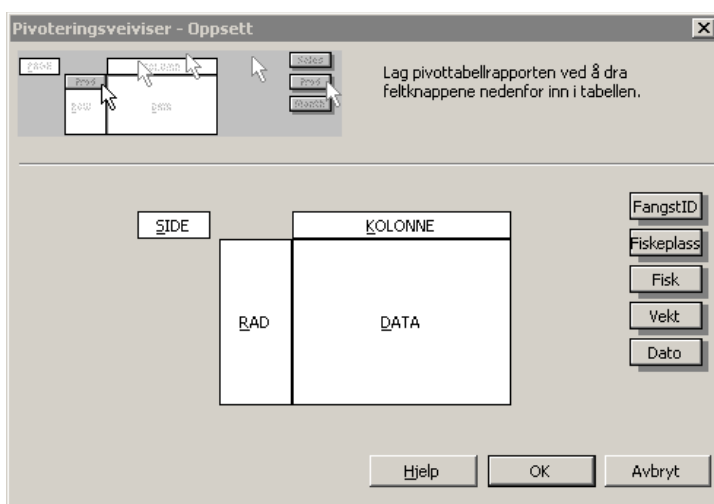 Pivoteringsveiviser - Oppsett
Lag pivottabellrapporten ved å dra
feltknappene nedenfor inn i tabellen.
SIDE
KOLONNE
RAD
DATA
FangstID
Fiskeplass
Fisk
Vekt
Dato
Hjelp
OK
Avbryt